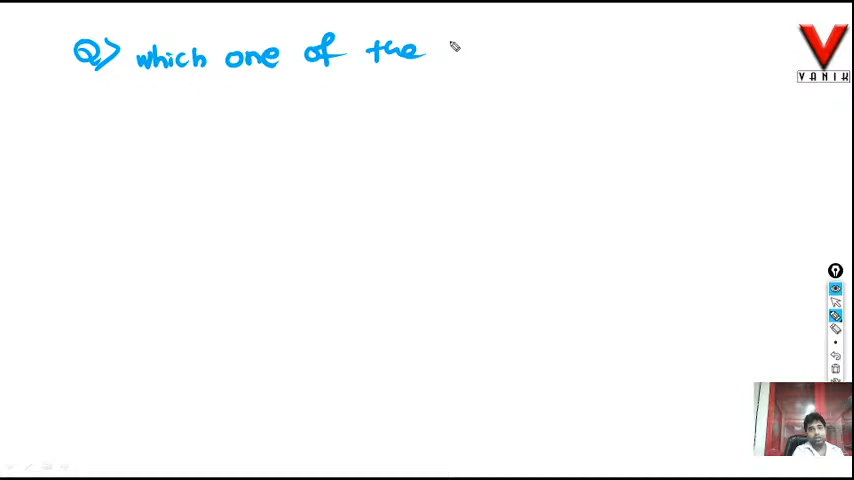 Q> which one of the
VANIK